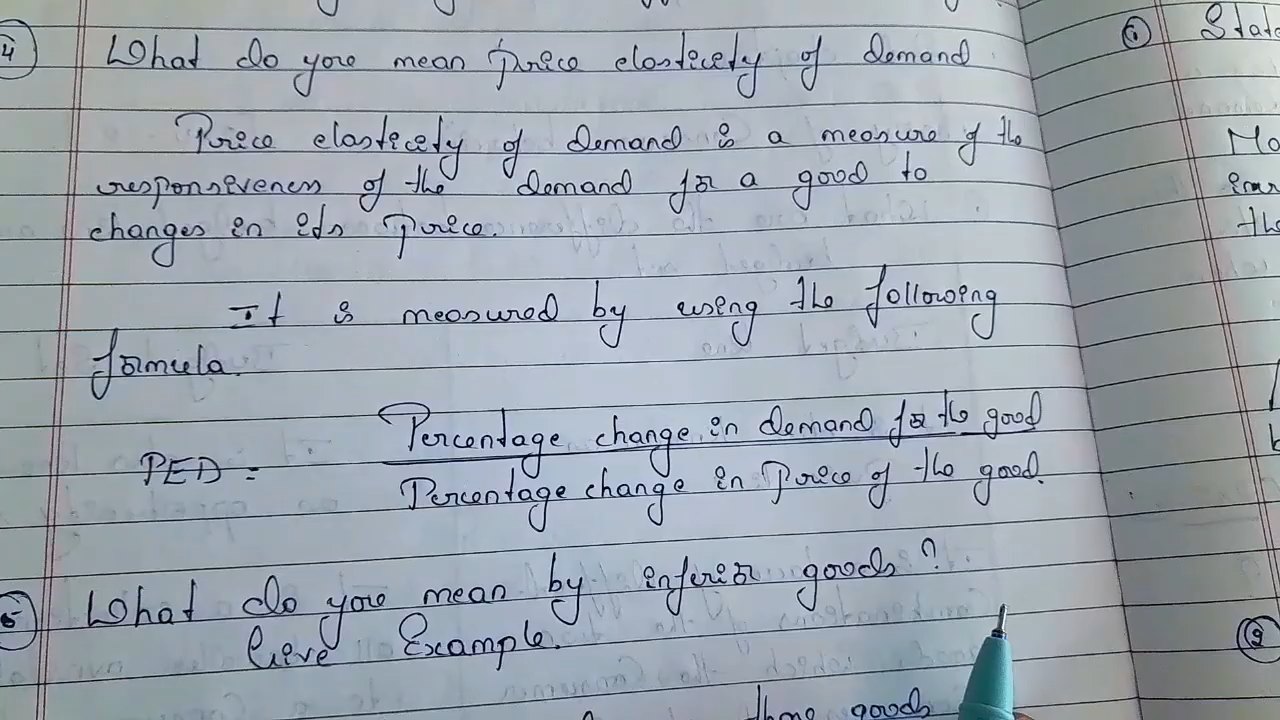 4 What do you mean price elasticity of demand
Price elasticity of demand is a measure of the
responsiveness of the demand for a good to
changes in its price.
It is measured by using the following
formula.
PED = Percentage change in demand for the good
Percentage change in Price of the good.
5 What do you mean by inferior goods?
Give Example.
goods
6 State
the